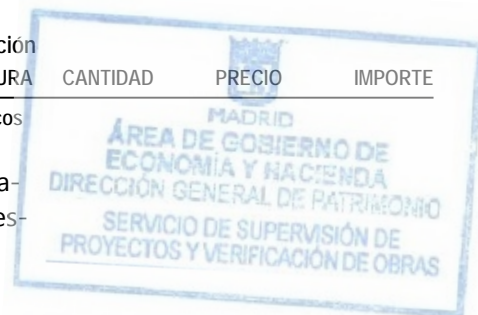 ción
URA CANTIDAD PRECIO IMPORTE
cos
MADRID
ÁREA DE GOBIERNO DE
ECONOMÍA Y HACIENDA
a-
DIRECCIÓN GENERAL DE PATRIMONIO
es-
SERVICIO DE SUPERVISIÓN DE
PROYECTOS Y VERIFICACIÓN DE OBRAS